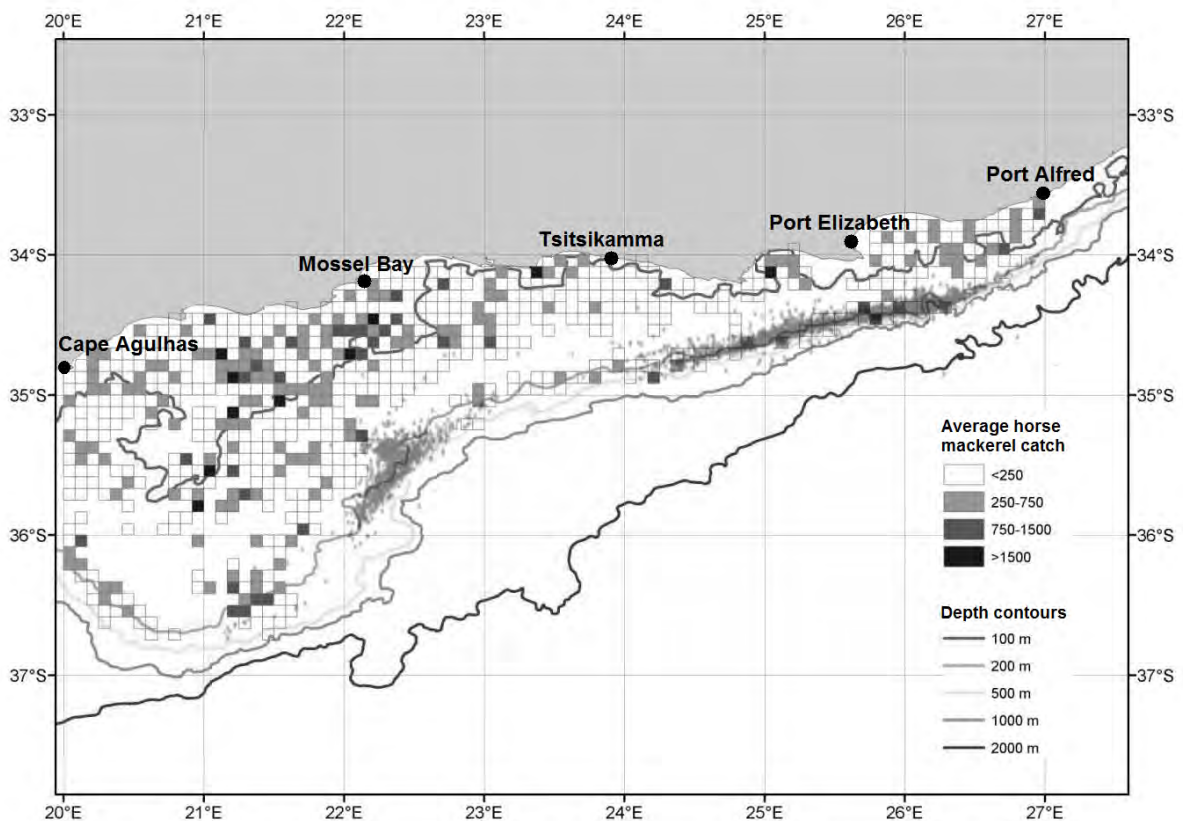 20°E 21°E 22°E 23°E 24°E 25°E 26°E 27°E
33°S 33°S
Port Alfred
Port Elizabeth
Tsitsikamma
34°S 34°S
Mossel Bay
Cape Agulhas
35°S 35°S
Average horse
mackerel catch
<250
250-750
36°S 750-1500 36°S
>1500
Depth contours
100 m
200 m
37°S 37°S
500 m
1000 m
2000 m
20°E 21°E 22°E 23°E 24°E 25°E 26°E 27°E